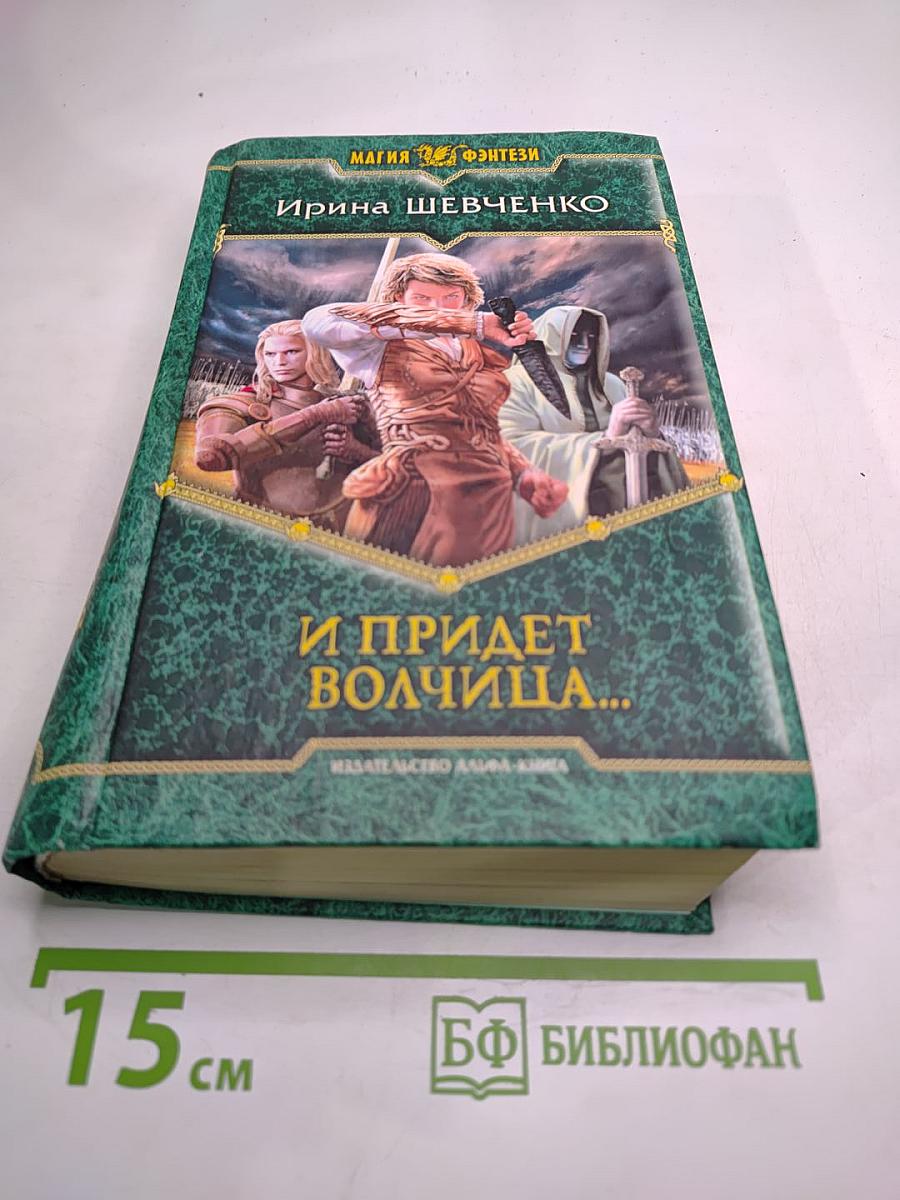 МАГИЯ ФЭНТЕЗИ
Ирина ШЕВЧЕНКО
И ПРИДЕТ
ВОЛЧИЦА...
ИЗДАТЕЛЬСТВО АЛЬФА-КНИГА
15 см
БФ БИБЛИОФАН